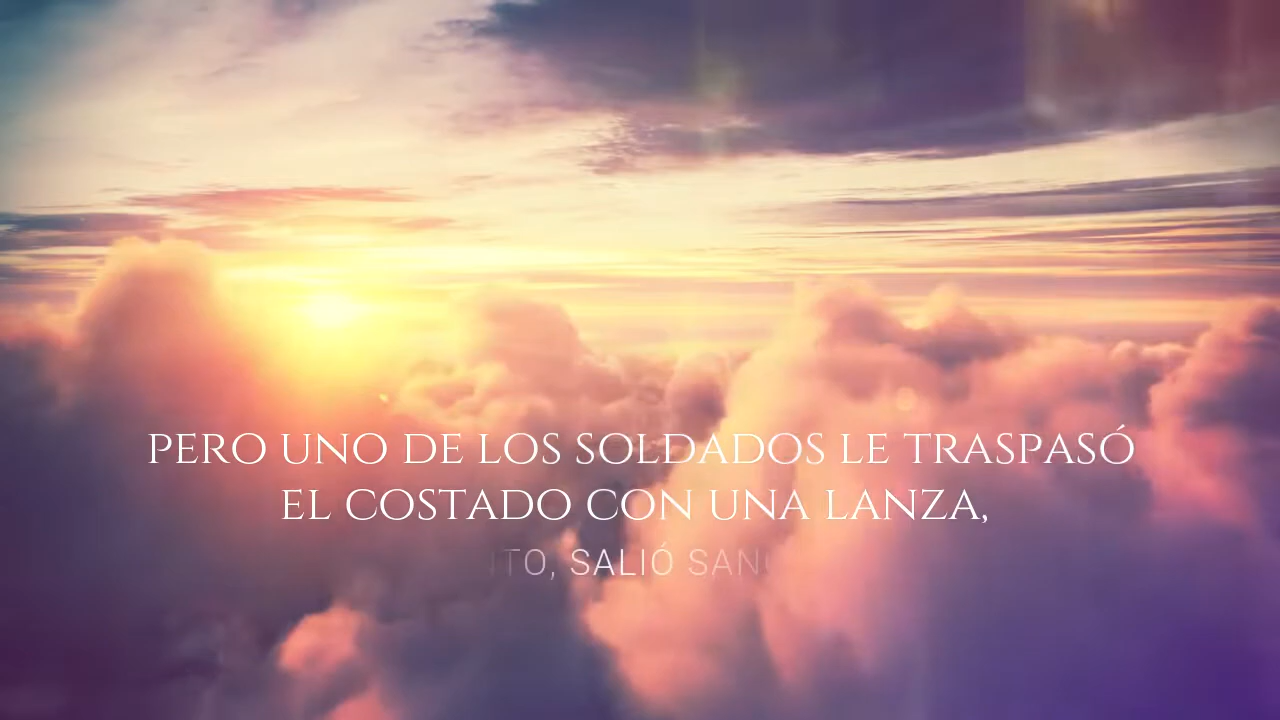 PERO UNO DE LOS SOLDADOS LE TRASPASÓ
EL COSTADO CON UNA LANZA,
SALIÓ